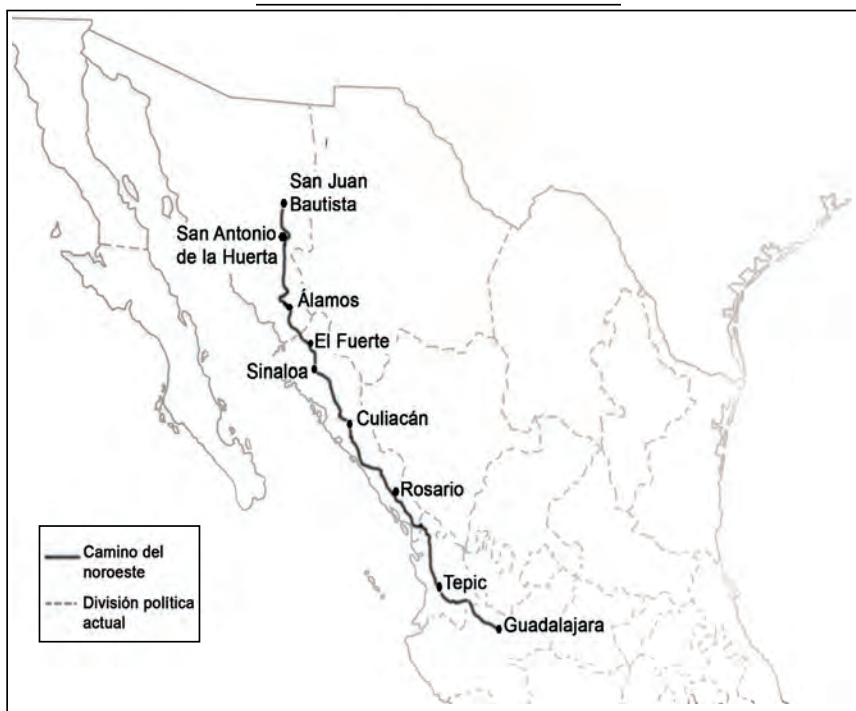 San Juan
Bautista
San Antonio
de la Huerta
Álamos
El Fuerte
Sinaloa
Culiacán
Rosario
Tepic
Guadalajara
Camino del
noroeste
División política
actual